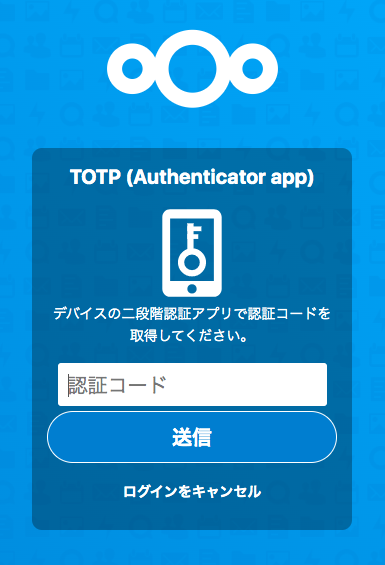 TOTP (Authenticator app)
デバイスの二段階認証アプリで認証コードを
取得してください。
認証コード
送信
ログインをキャンセル